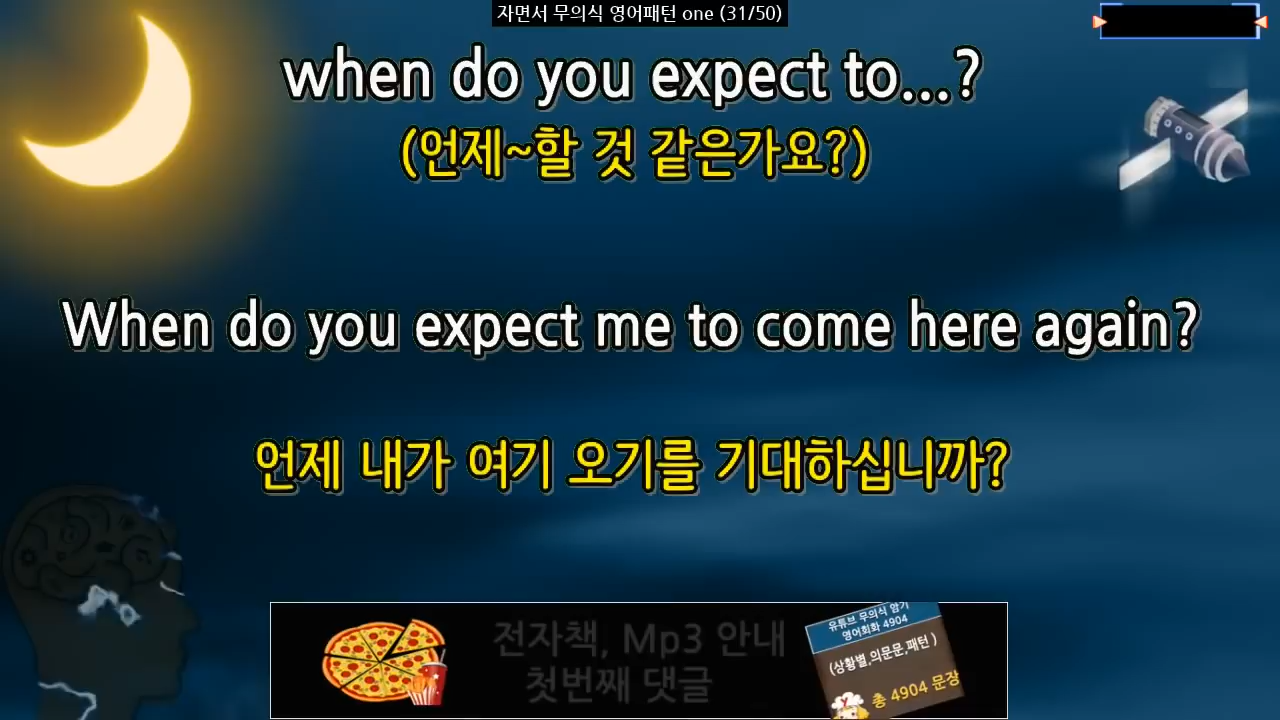 자면서 무의식 영어패턴 one (31/50)
when do you expect to...?
(언제~할 것 같은가요?)
When do you expect me to come here again?
언제 내가 여기 오기를 기대하십니까?
전자책, Mp3 안내
첫번째 댓글
유튜브 무의식 암기
영어회화 4904
(상황별,의문문,패턴 )
총 4904 문장